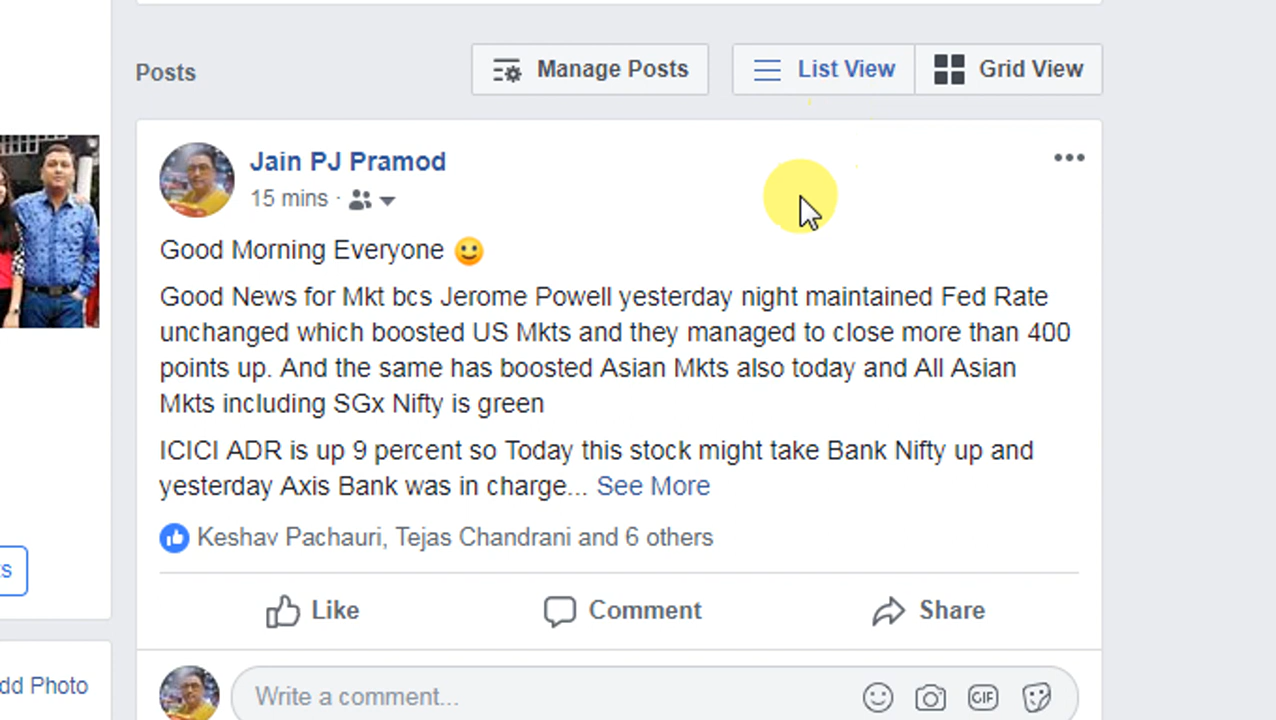 Posts
Manage Posts
List View
Grid View
Jain PJ Pramod
15 mins ·
Good Morning Everyone
Good News for Mkt bcs Jerome Powell yesterday night maintained Fed Rate
unchanged which boosted US Mkts and they managed to close more than 400
points up. And the same has boosted Asian Mkts also today and All Asian
Mkts including SGx Nifty is green
ICICI ADR is up 9 percent so Today this stock might take Bank Nifty up and
yesterday Axis Bank was in charge... See More
Keshav Pachauri, Tejas Chandrani and 6 others
Like
Comment
Share
ts
dd Photo
Write a comment...
GIF